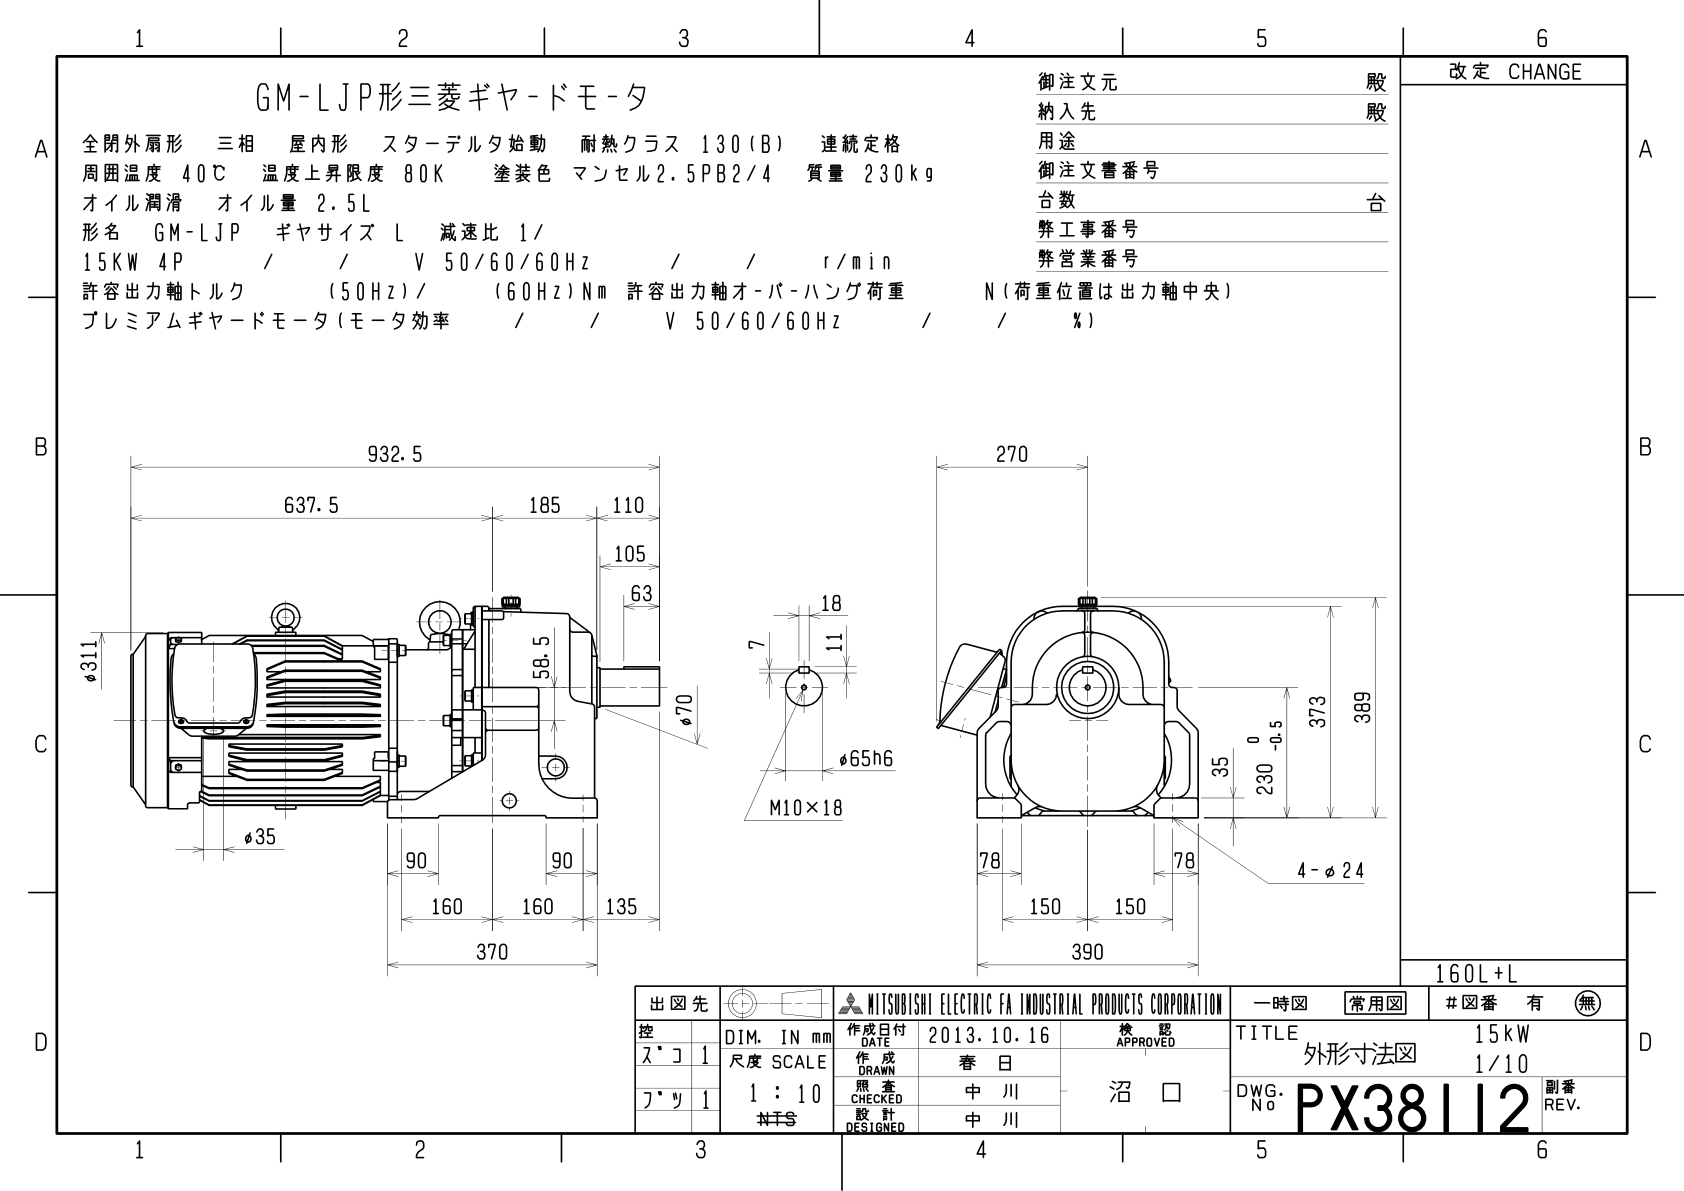 1 2 3 4 5 6
改定 CHANGE
GM-LJP形三菱ギヤードモータ
全閉外扇形 三相 屋内形 スターデルタ始動 耐熱クラス 130(B) 連続定格
周囲温度 40℃ 温度上昇限度 80K 塗装色 マンセル2.5PB2/4 質量 230kg
オイル潤滑 オイル量 2.5L
形名 GM-LJP ギヤサイズ L 減速比 1/
15KW 4P / / V 50/60/60Hz / / r/min
許容出力軸トルク (50Hz)/ (60Hz)Nm 許容出力軸オーバーハング荷重 N(荷重位置は出力軸中央)
プレミアムギヤードモータ(モータ効率 / / V 50/60/60Hz / / %)
御注文元 殿
納入先 殿
用途
御注文書番号
台数 台
弊工事番号
弊営業番号
A A
B B
C C
D D
932.5
637.5 185 110
105
63
58.5
φ311
φ70
φ35
90 90
160 160 135
370
18
7
11
φ65h6
M10×18
270
373
389
35
230 0 -0.5
78 78
4-φ24
150 150
390
160L+L
出図先
控
ズコ 1
ブツ 1
DIM. IN mm
尺度 SCALE
1 : 10
NTS
MITSUBISHI ELECTRIC FA INDUSTRIAL PRODUCTS CORPORATION
作成日付 DATE 2013.10.16
作成 DRAWN 春日
照査 CHECKED 中川
設計 DESIGNED 中川
検認 APPROVED
沼口
一時図 常用図 #図番 有 無
TITLE 外形寸法図
15kW
1/10
DWG. No PX38112
副番 REV.
1 2 3 4 5 6